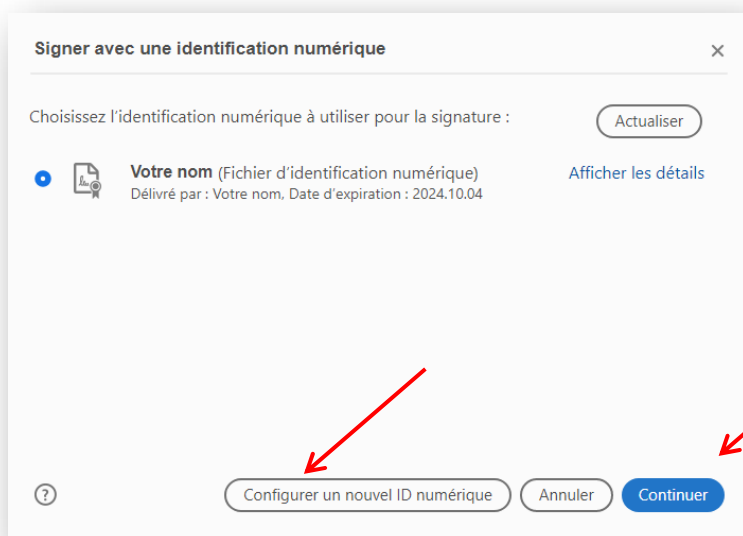 Signer avec une identification numérique
Choisissez l'identification numérique à utiliser pour la signature :
Actualiser
Votre nom (Fichier d'identification numérique)
Afficher les détails
Délivré par : Votre nom, Date d'expiration : 2024.10.04
Configurer un nouvel ID numérique
Annuler
Continuer